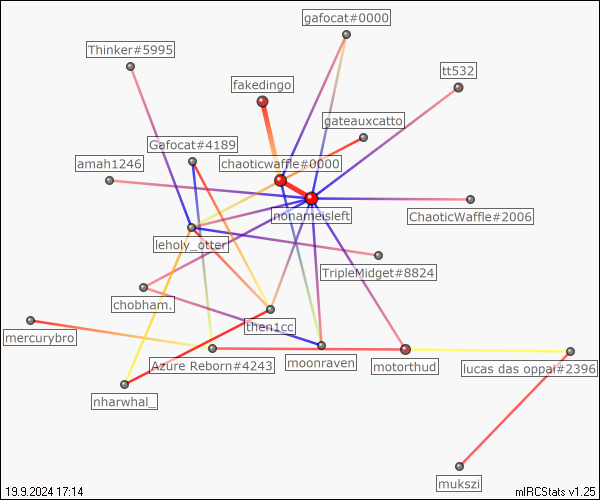 gafocat#0000
Thinker#5995
tt532
fakedingo
gateauxcatto
Gafocat#4189
chaoticwaffle#0000
amah1246
nonameisleft
ChaoticWaffle#2006
leholy_otter
TripleMidget#8824
chobham.
then1cc
mercurybro
moonraven
Azure Reborn#4243
motorthud
lucas das oppai#2396
nharwhal_
mukszi
19.9.2024 17:14
mIRCStats v1.25